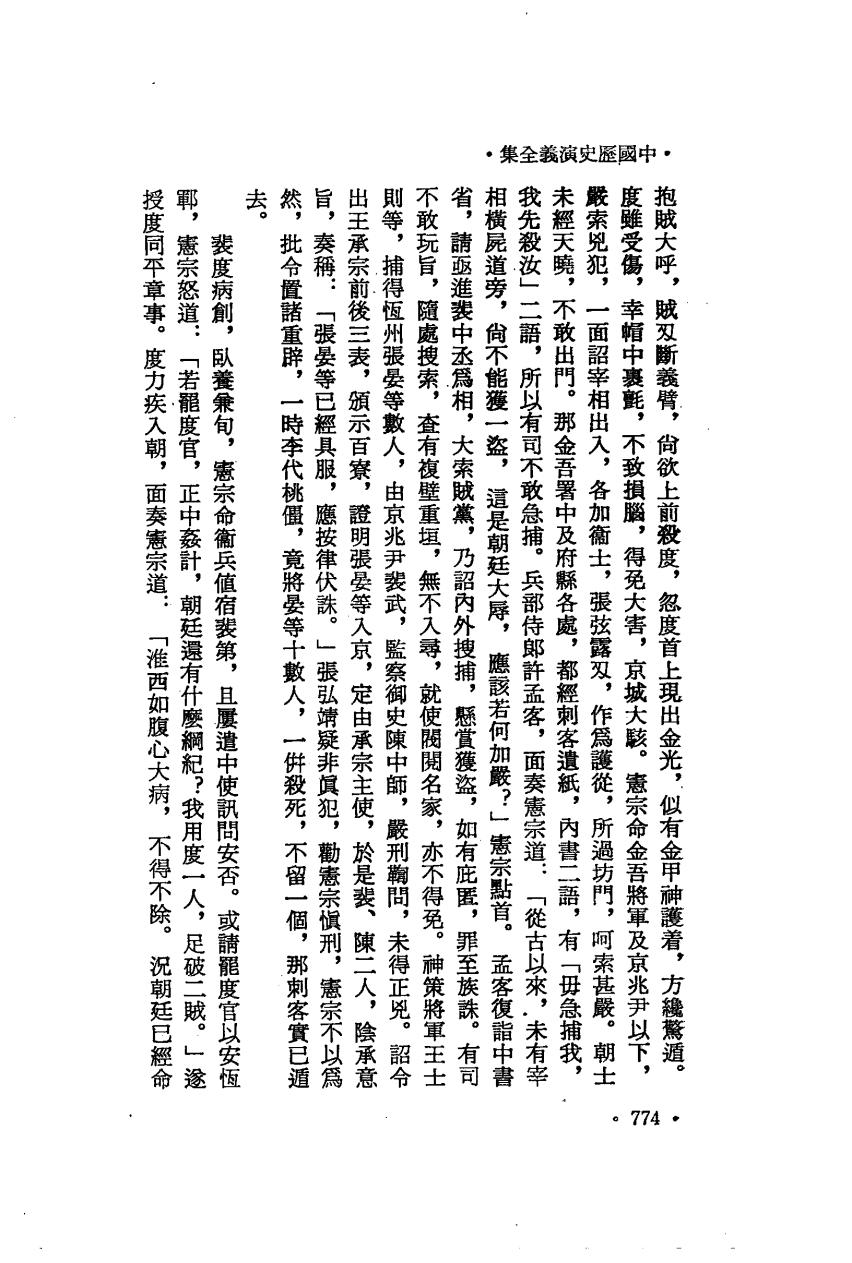 •中國歷史演義全集•
抱賊大呼，賊刄斷義臂，尙欲上前殺度，忽度首上現出金光，似有金甲神護着，方纔驚遁。
度雖受傷，幸帽中裹氈，不致損腦，得免大害，京城大駭。憲宗命金吾將軍及京兆尹以下，
嚴索兇犯，一面詔宰相出入，各加衞士，張弦露刄，作爲護從，所過坊門，呵索甚嚴。朝士
未經天曉，不敢出門。那金吾署中及府縣各處，都經刺客遺紙，內書二語，有「毋急捕我，
我先殺汝」二語，所以有司不敢急捕。兵部侍郞許孟客，面奏憲宗道：「從古以來，未有宰
相橫屍道旁，尙不能獲一盜，這是朝廷大辱，應該若何加嚴？」憲宗點首。孟客復詣中書
省，請亟進裴中丞爲相，大索賊黨，乃詔內外搜捕，懸賞獲盜，如有庇匿，罪至族誅。有司
不敢玩旨，隨處搜索，查有複壁重垣，無不入尋，就使閥閱名家，亦不得免。神策將軍王士
則等，捕得恆州張晏等數人，由京兆尹裴武，監察御史陳中師，嚴刑鞫問，未得正兇。詔令
出王承宗前後三表，頒示百寮，證明張晏等入京，定由承宗主使，於是裴、陳二人，陰承意
旨，奏稱：「張晏等已經具服，應按律伏誅。」張弘靖疑非眞犯，勸憲宗愼刑，憲宗不以爲
然，批令置諸重辟，一時李代桃僵，竟將晏等十數人，一併殺死，不留一個，那刺客實已遁
去。
裴度病創，臥養兼旬，憲宗命衞兵值宿裴第，且屢遣中使訊問安否。或請罷度官以安恆
鄆，憲宗怒道：「若罷度官，正中姦計，朝廷還有什麼綱紀？我用度一人，足破二賊。」遂
授度同平章事。度力疾入朝，面奏憲宗道：「淮西如腹心大病，不得不除。況朝廷已經命
。774•